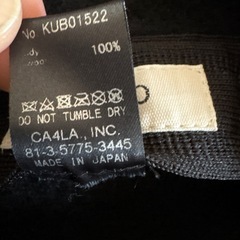 No KUB01522
100%
DO NOT TUMBLE DRY
CA4LA., INC.
81-3-5775-3445
MADE IN JAPAN
O